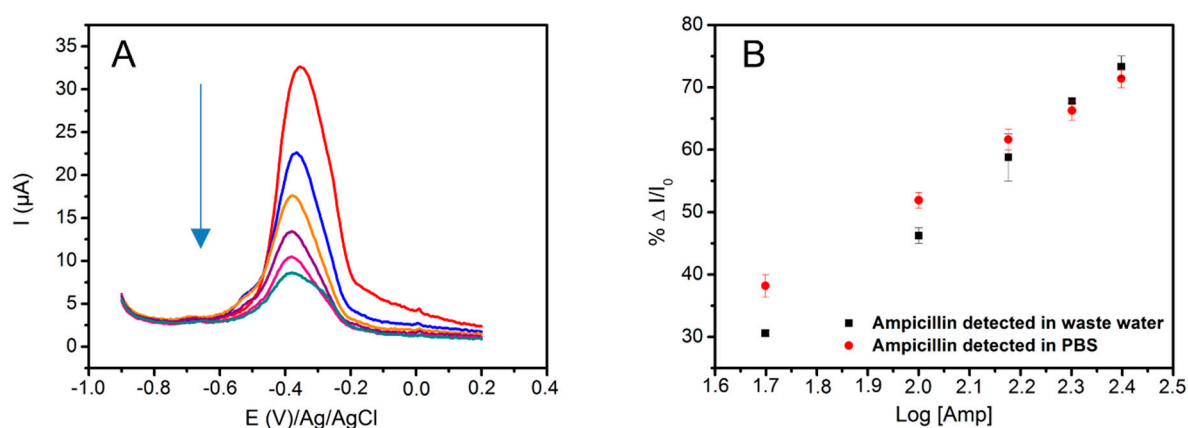 A
35
30
25
20
15
10
5
0
I (µA)
-1.0 -0.8 -0.6 -0.4 -0.2 0.0 0.2 0.4
E (V)/Ag/AgCl
B
80
70
60
50
40
30
% Δ I/I₀
Ampicillin detected in waste water
Ampicillin detected in PBS
1.6 1.7 1.8 1.9 2.0 2.1 2.2 2.3 2.4 2.5
Log [Amp]